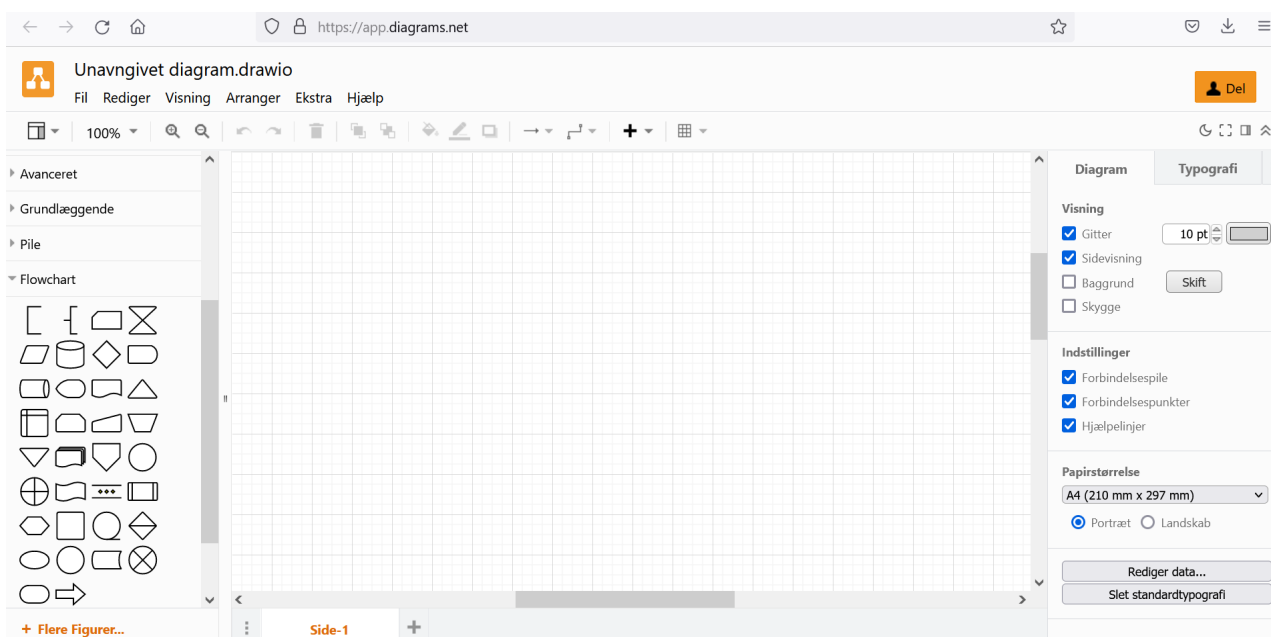 https://app.diagrams.net
Unavngivet diagram.drawio
Fil Rediger Visning Arranger Ekstra Hjælp
Del
100%
Avanceret
Grundlæggende
Pile
Flowchart
+ Flere Figurer...
Side-1
Diagram Typografi
Visning
Gitter 10 pt
Sidevisning
Baggrund Skift
Skygge
Indstillinger
Forbindelsespile
Forbindelsespunkter
Hjælpelinjer
Papirstørrelse
A4 (210 mm x 297 mm)
Portræt Landskab
Rediger data...
Slet standardtypografi